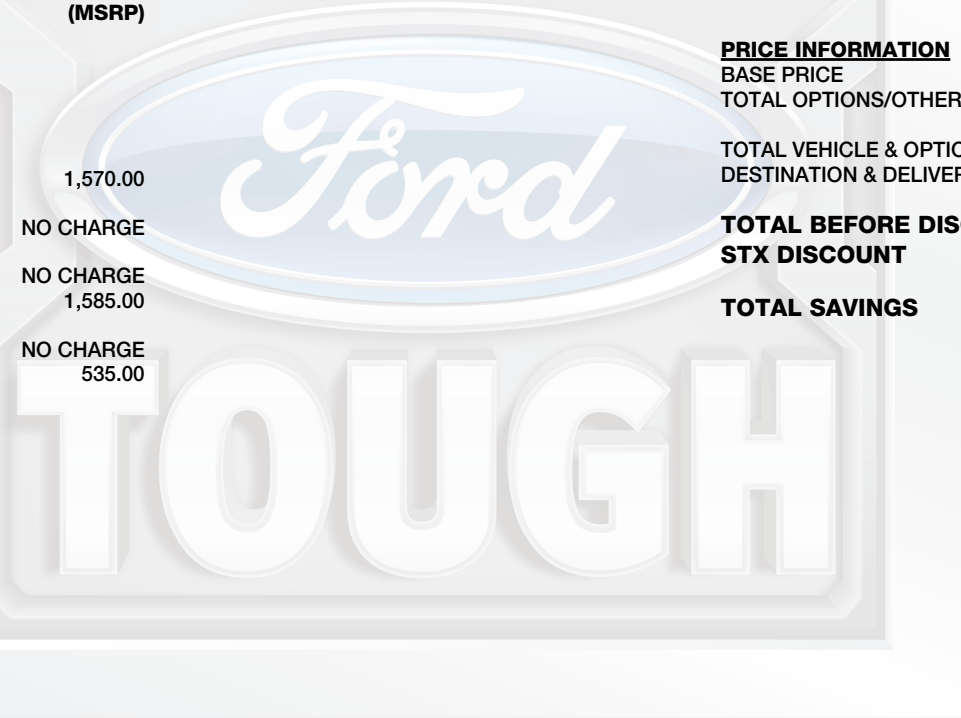 (MSRP)
1,570.00
NO CHARGE
NO CHARGE
1,585.00
NO CHARGE
535.00
PRICE INFORMATION
BASE PRICE
TOTAL OPTIONS/OTHER
TOTAL VEHICLE & OPTIO
DESTINATION & DELIVER
TOTAL BEFORE DIS
STX DISCOUNT
TOTAL SAVINGS
Ford
TOUGH